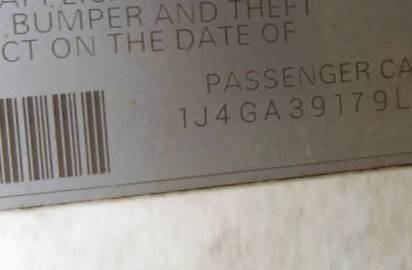 BUMPER AND THEFT
CT ON THE DATE OF
PASSENGER CA
1J4GA39179L